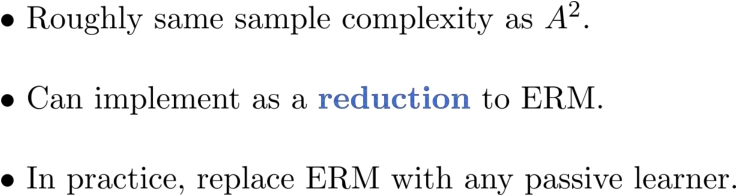 • Roughly same sample complexity as A².
• Can implement as a reduction to ERM.
• In practice, replace ERM with any passive learner.